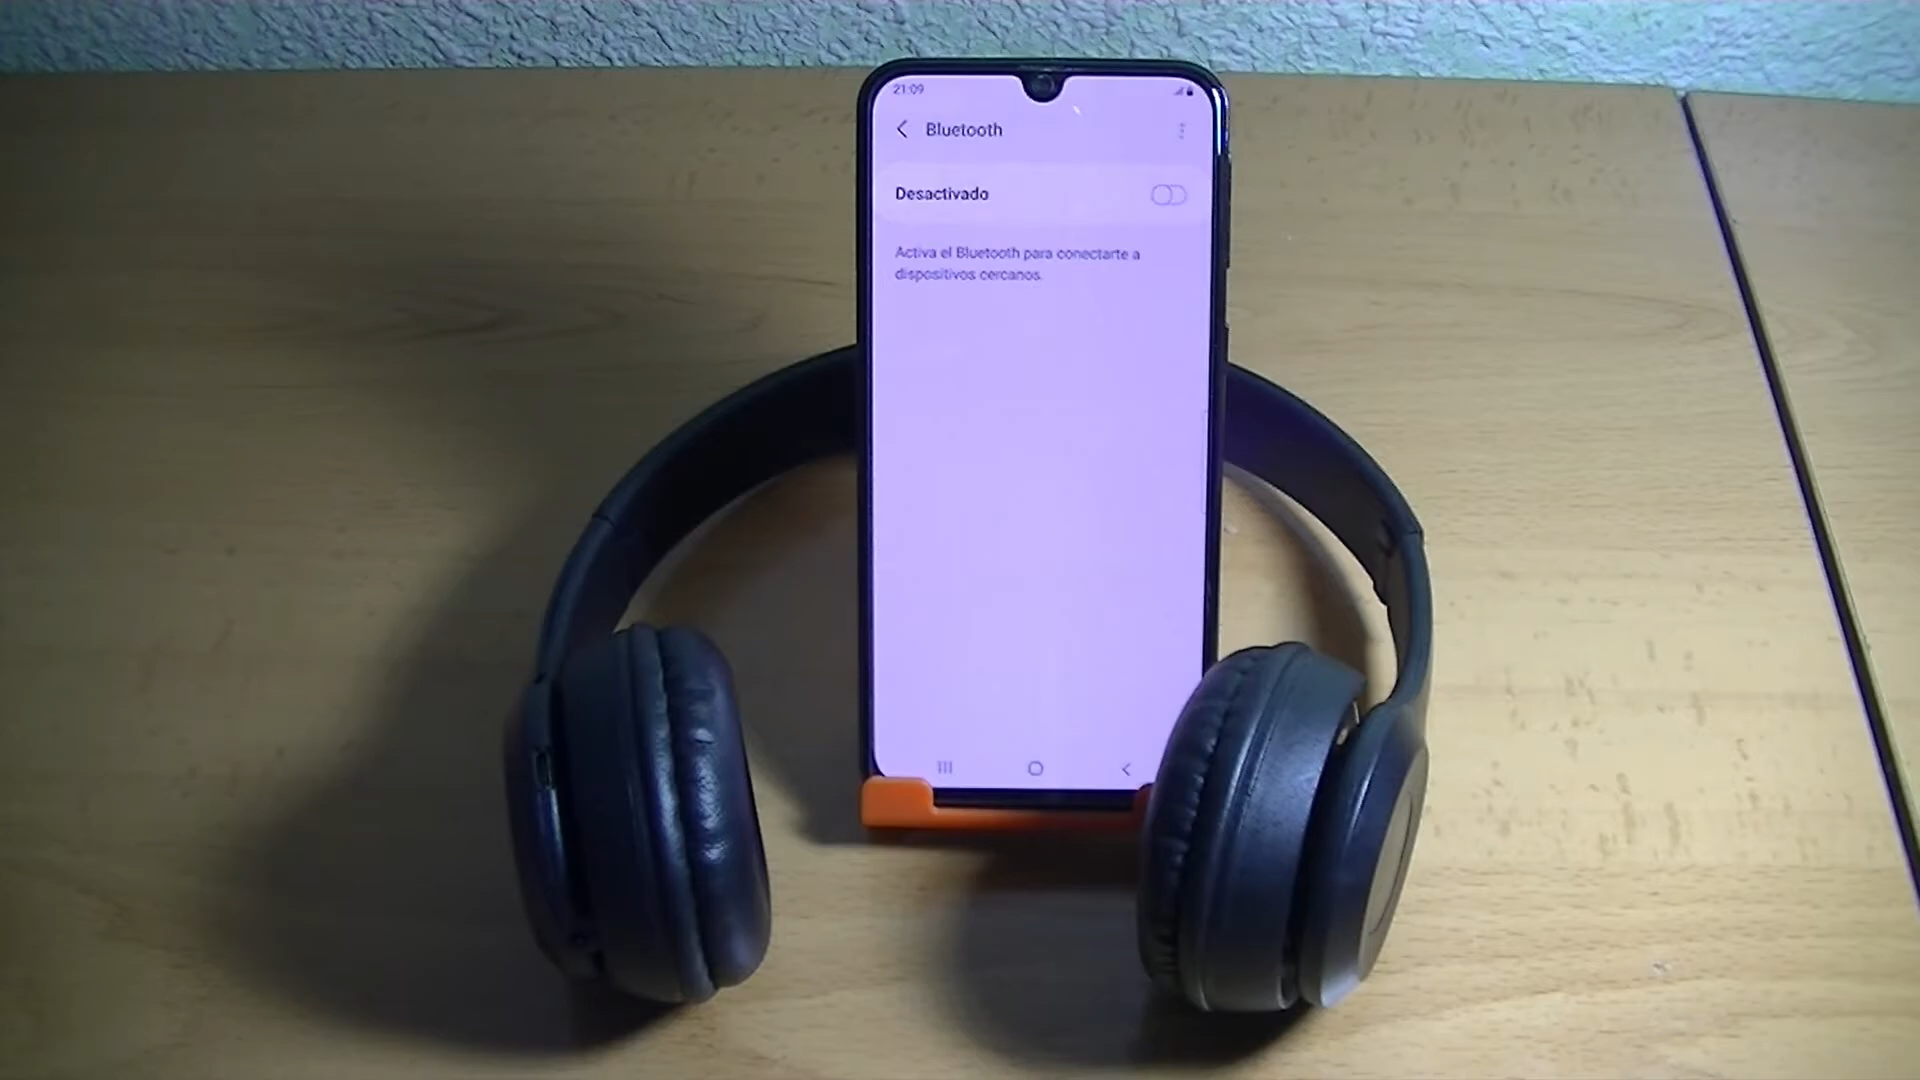 21:09
Bluetooth
Desactivado
Activa el Bluetooth para conectarte a
dispositivos cercanos.